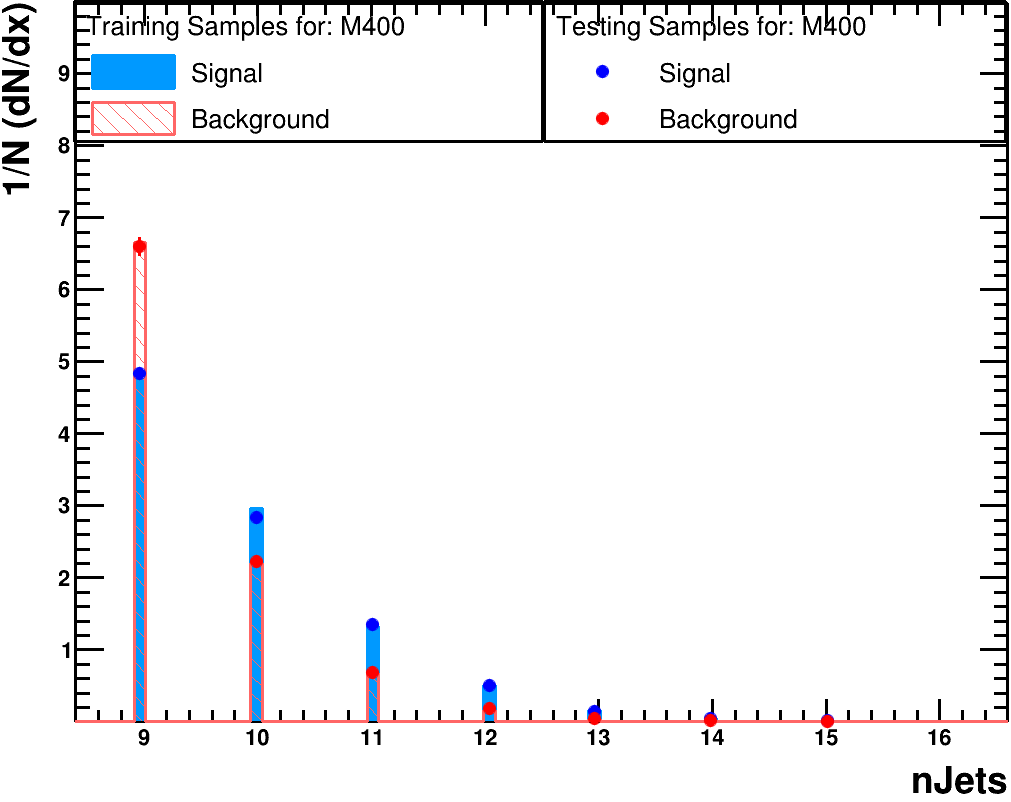 1/N (dN/dx)
Training Samples for: M400
Signal
Background
Testing Samples for: M400
Signal
Background
9
8
7
6
5
4
3
2
1
9 10 11 12 13 14 15 16
nJets